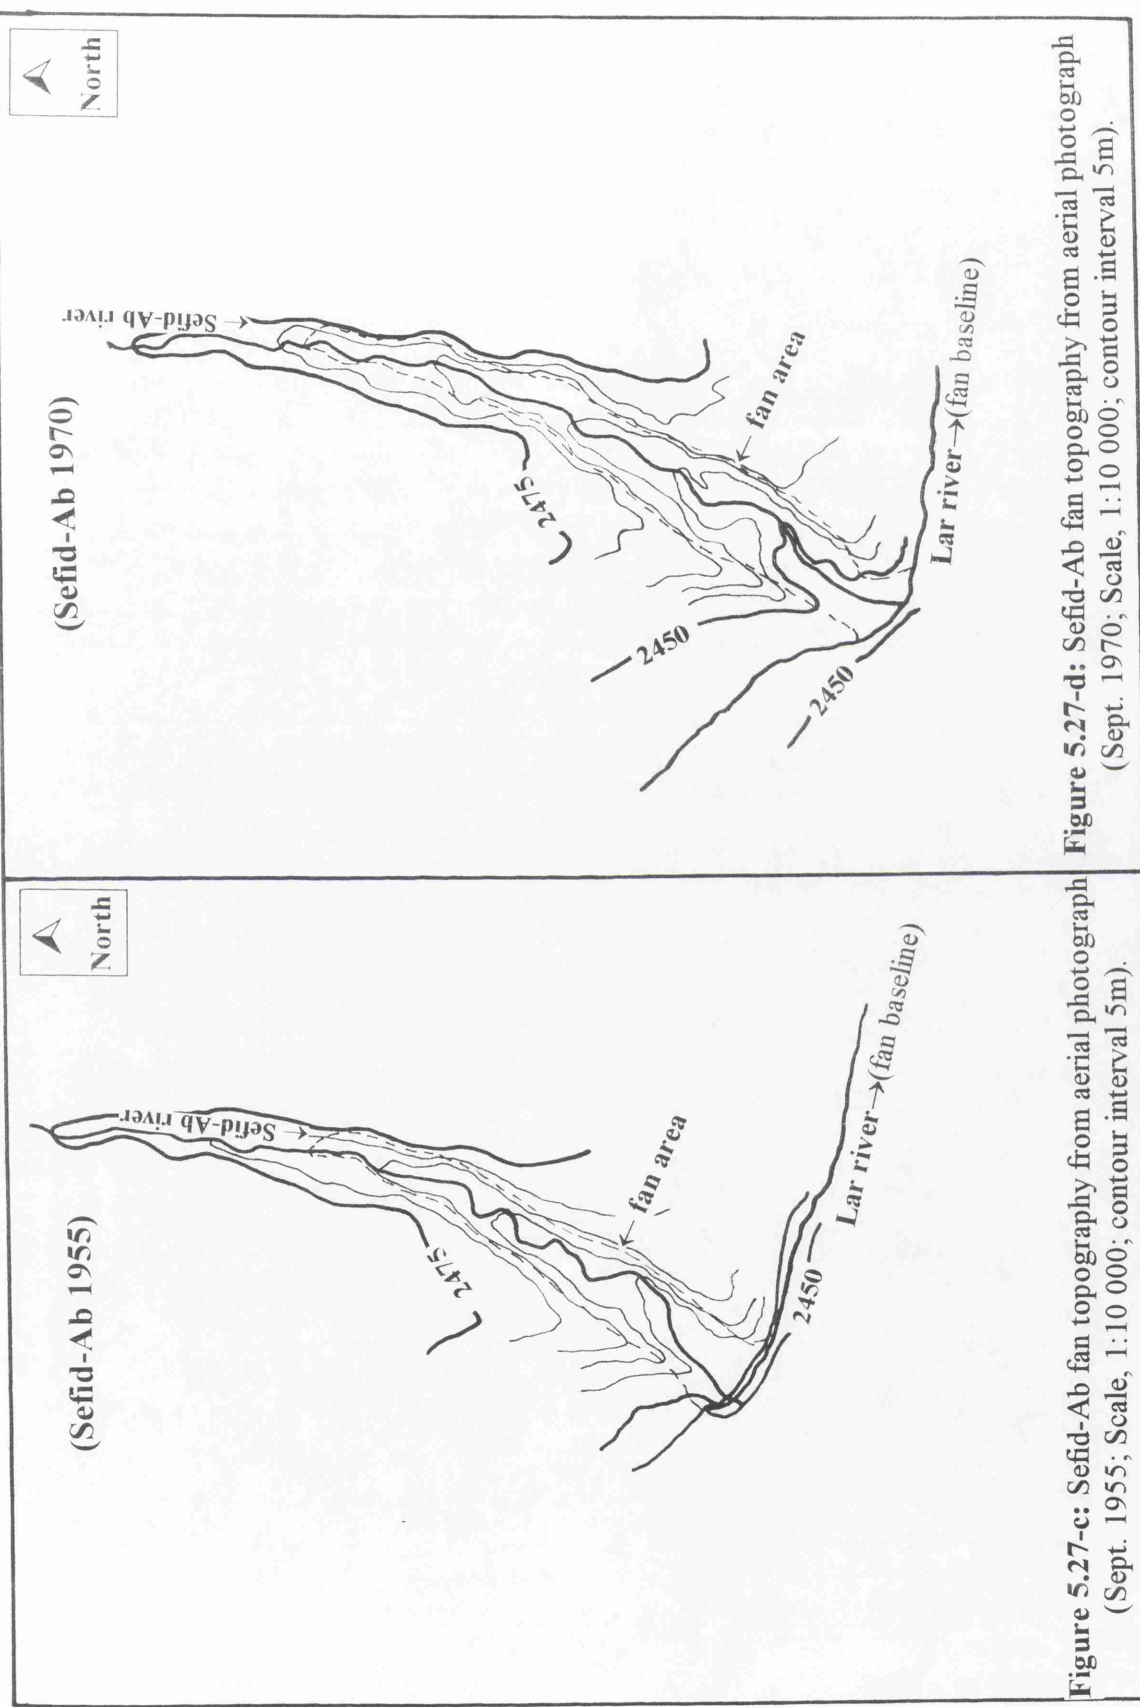 (Sefid-Ab 1955)
North
Sefid-Ab river
2475
fan area
2450
Lar river→(fan baseline)
Figure 5.27-c: Sefid-Ab fan topography from aerial photograph
(Sept. 1955; Scale, 1:10 000; contour interval 5m).
(Sefid-Ab 1970)
North
Sefid-Ab river
2475
fan area
2450
2450
Lar river→(fan baseline)
Figure 5.27-d: Sefid-Ab fan topography from aerial photograph
(Sept. 1970; Scale, 1:10 000; contour interval 5m).